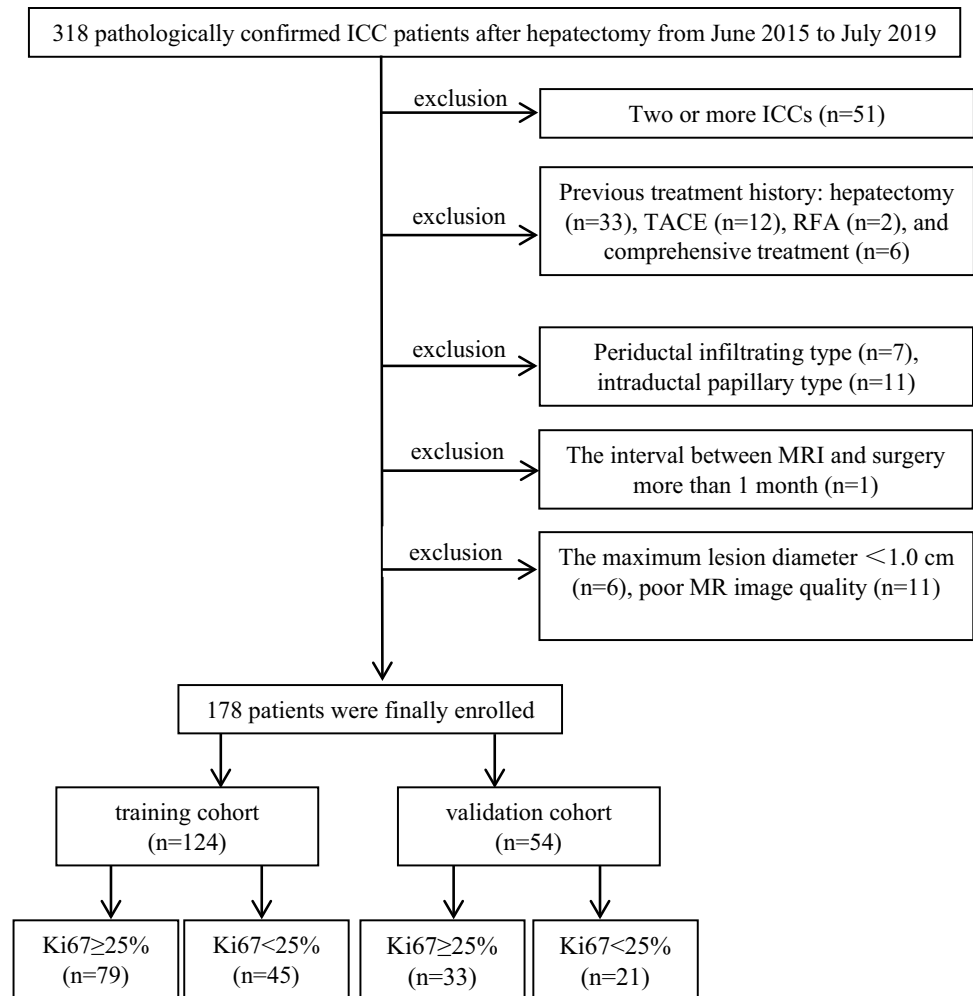 318 pathologically confirmed ICC patients after hepatectomy from June 2015 to July 2019
exclusion
Two or more ICCs (n=51)
exclusion
Previous treatment history: hepatectomy
(n=33), TACE (n=12), RFA (n=2), and
comprehensive treatment (n=6)
exclusion
Periductal infiltrating type (n=7),
intraductal papillary type (n=11)
exclusion
The interval between MRI and surgery
more than 1 month (n=1)
exclusion
The maximum lesion diameter <1.0 cm
(n=6), poor MR image quality (n=11)
178 patients were finally enrolled
training cohort
(n=124)
validation cohort
(n=54)
Ki67≥25%
(n=79)
Ki67<25%
(n=45)
Ki67≥25%
(n=33)
Ki67<25%
(n=21)